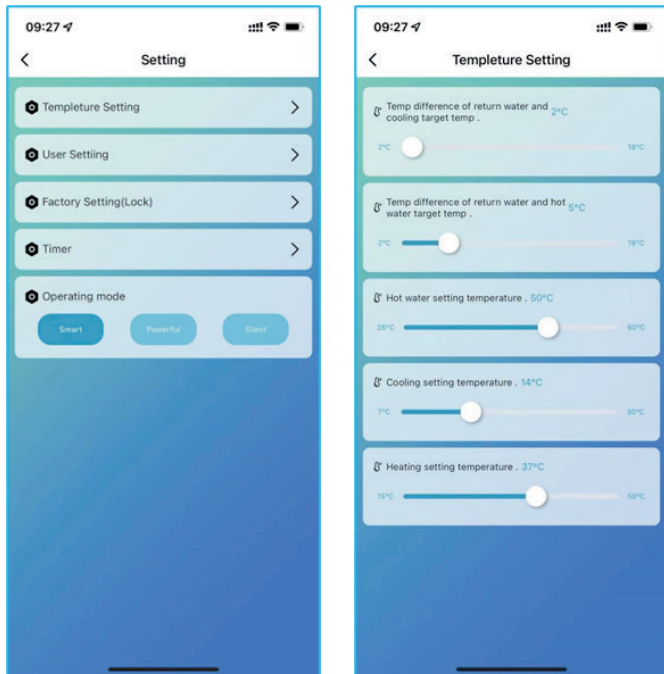 09:27
Setting
Templeture Setting
User Settiing
Factory Setting(Lock)
Timer
Operating mode
Smart Powerful Silent
09:27
Templeture Setting
Temp difference of return water and
cooling target temp . 2°C
2°C 18°C
Temp difference of return water and hot
water target temp . 5°C
2°C 18°C
Hot water setting temperature . 50°C
28°C 60°C
Cooling setting temperature . 14°C
7°C 30°C
Heating setting temperature . 37°C
15°C 50°C